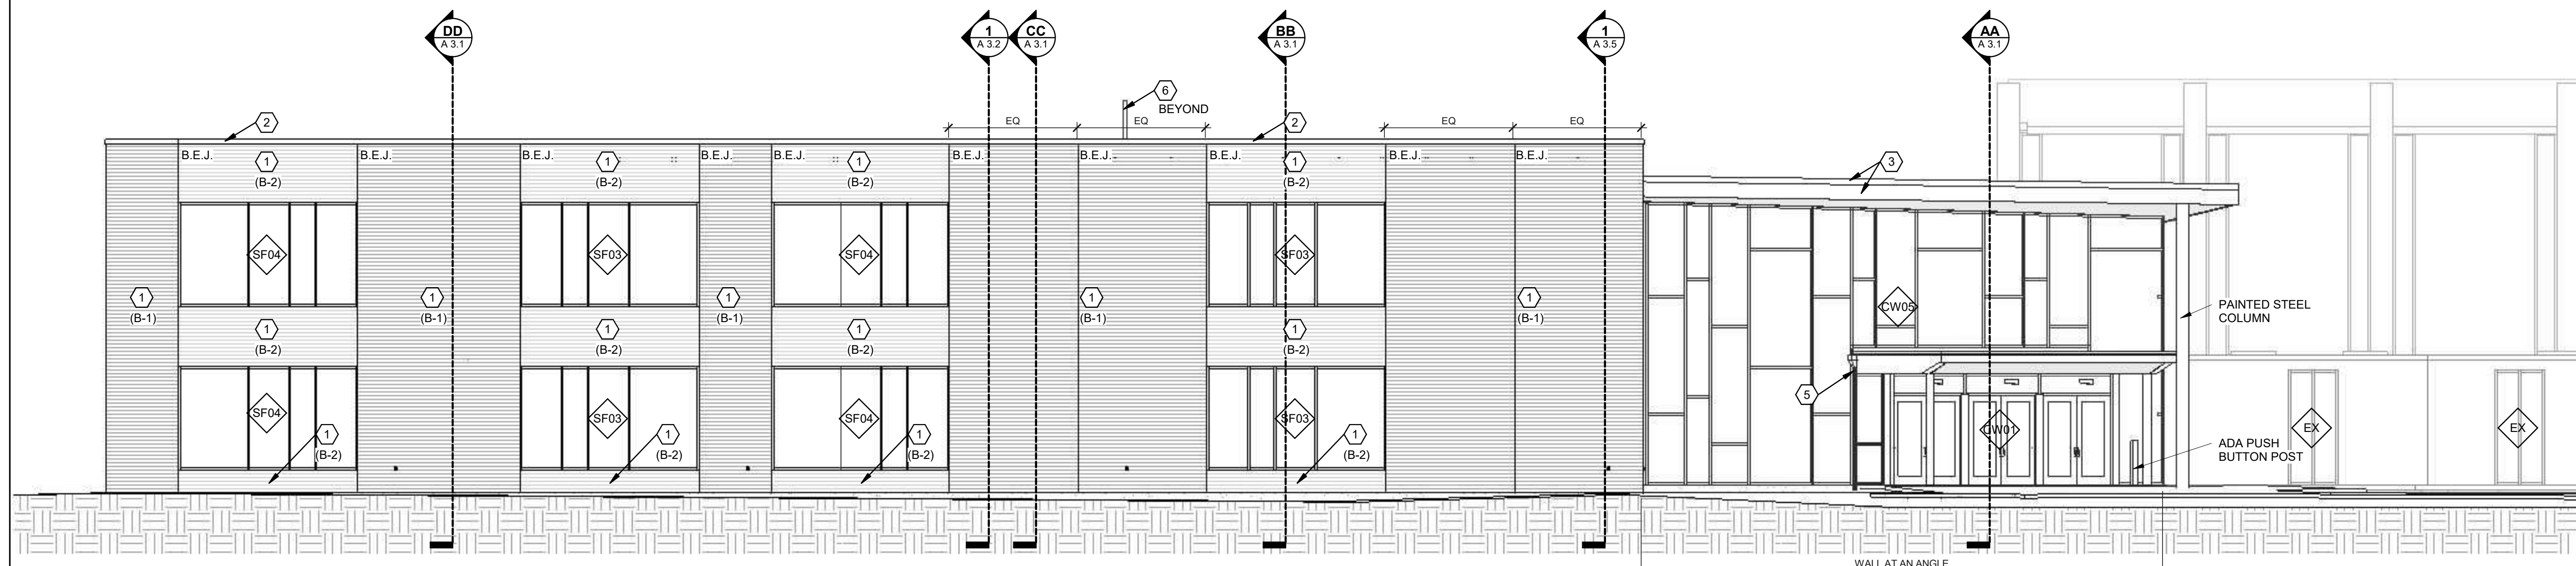 DD
A 3.1
1
A 3.2
CC
A 3.1
BB
A 3.1
1
A 3.5
AA
A 3.1
6
BEYOND
2
2
EQ
EQ
EQ
EQ
B.E.J.
B.E.J.
B.E.J.
B.E.J.
B.E.J.
B.E.J.
B.E.J.
B.E.J.
B.E.J.
B.E.J.
1
(B-2)
1
(B-2)
1
(B-2)
1
(B-2)
3
SF04
SF03
SF04
SF03
1
(B-1)
1
(B-1)
1
(B-1)
1
(B-1)
1
(B-1)
CW05
PAINTED STEEL
COLUMN
1
(B-2)
1
(B-2)
1
(B-2)
1
(B-2)
5
SF04
SF03
SF04
SF03
1
(B-2)
1
(B-2)
1
(B-2)
1
(B-2)
CW01
ADA PUSH
BUTTON POST
EX
EX
WALL AT AN ANGLE